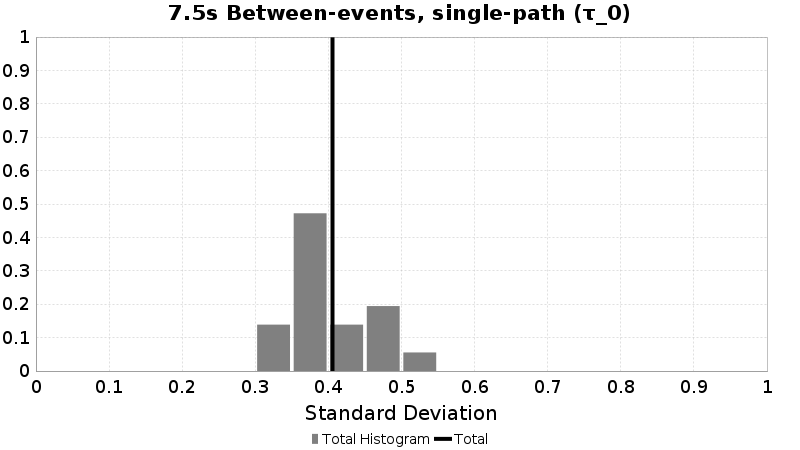 7.5s Between-events, single-path (τ_0)
1
0.9
0.8
0.7
0.6
0.5
0.4
0.3
0.2
0.1
0
0 0.1 0.2 0.3 0.4 0.5 0.6 0.7 0.8 0.9 1
Standard Deviation
Total Histogram Total